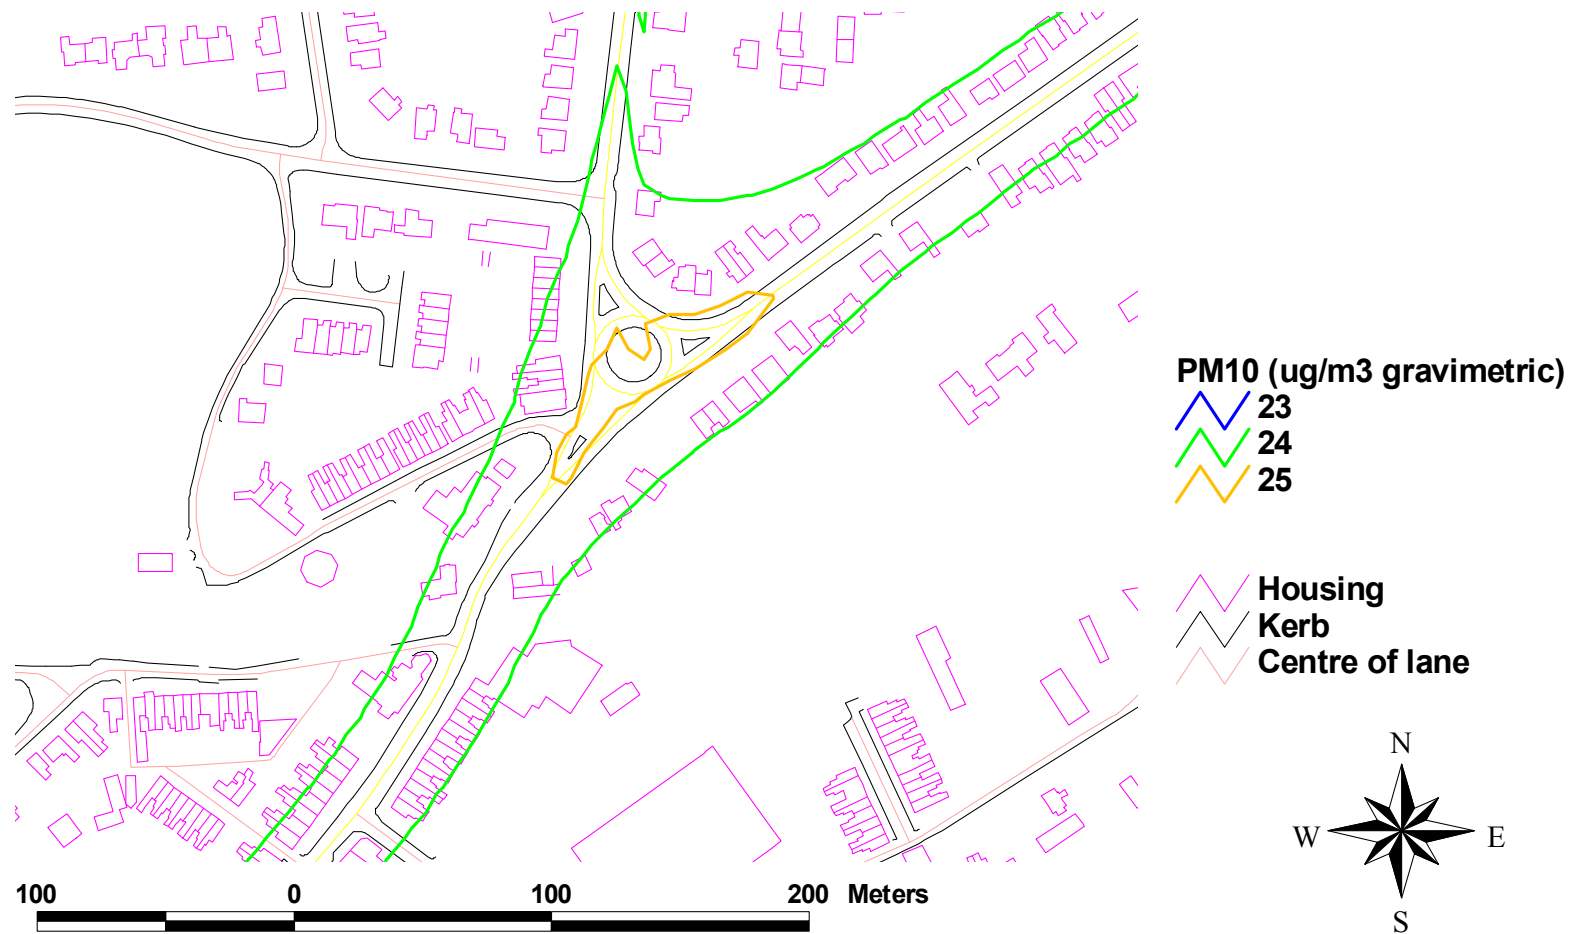 PM10 (ug/m3 gravimetric)
23
24
25
Housing
Kerb
Centre of lane
N
W E
S
100 0 100 200 Meters